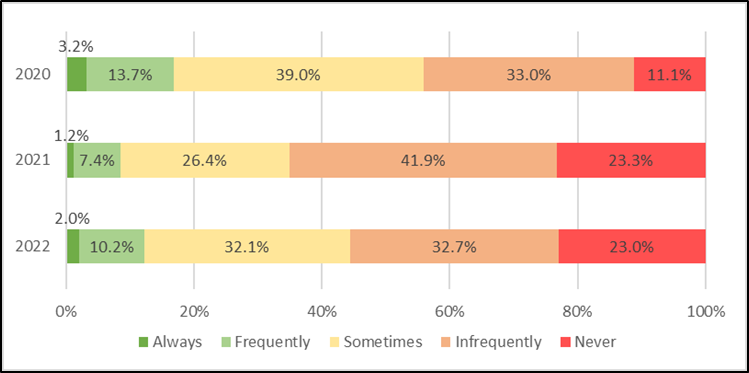 3.2%
2020 13.7% 39.0% 33.0% 11.1%
1.2%
2021 7.4% 26.4% 41.9% 23.3%
2.0%
2022 10.2% 32.1% 32.7% 23.0%
0% 20% 40% 60% 80% 100%
Always Frequently Sometimes Infrequently Never